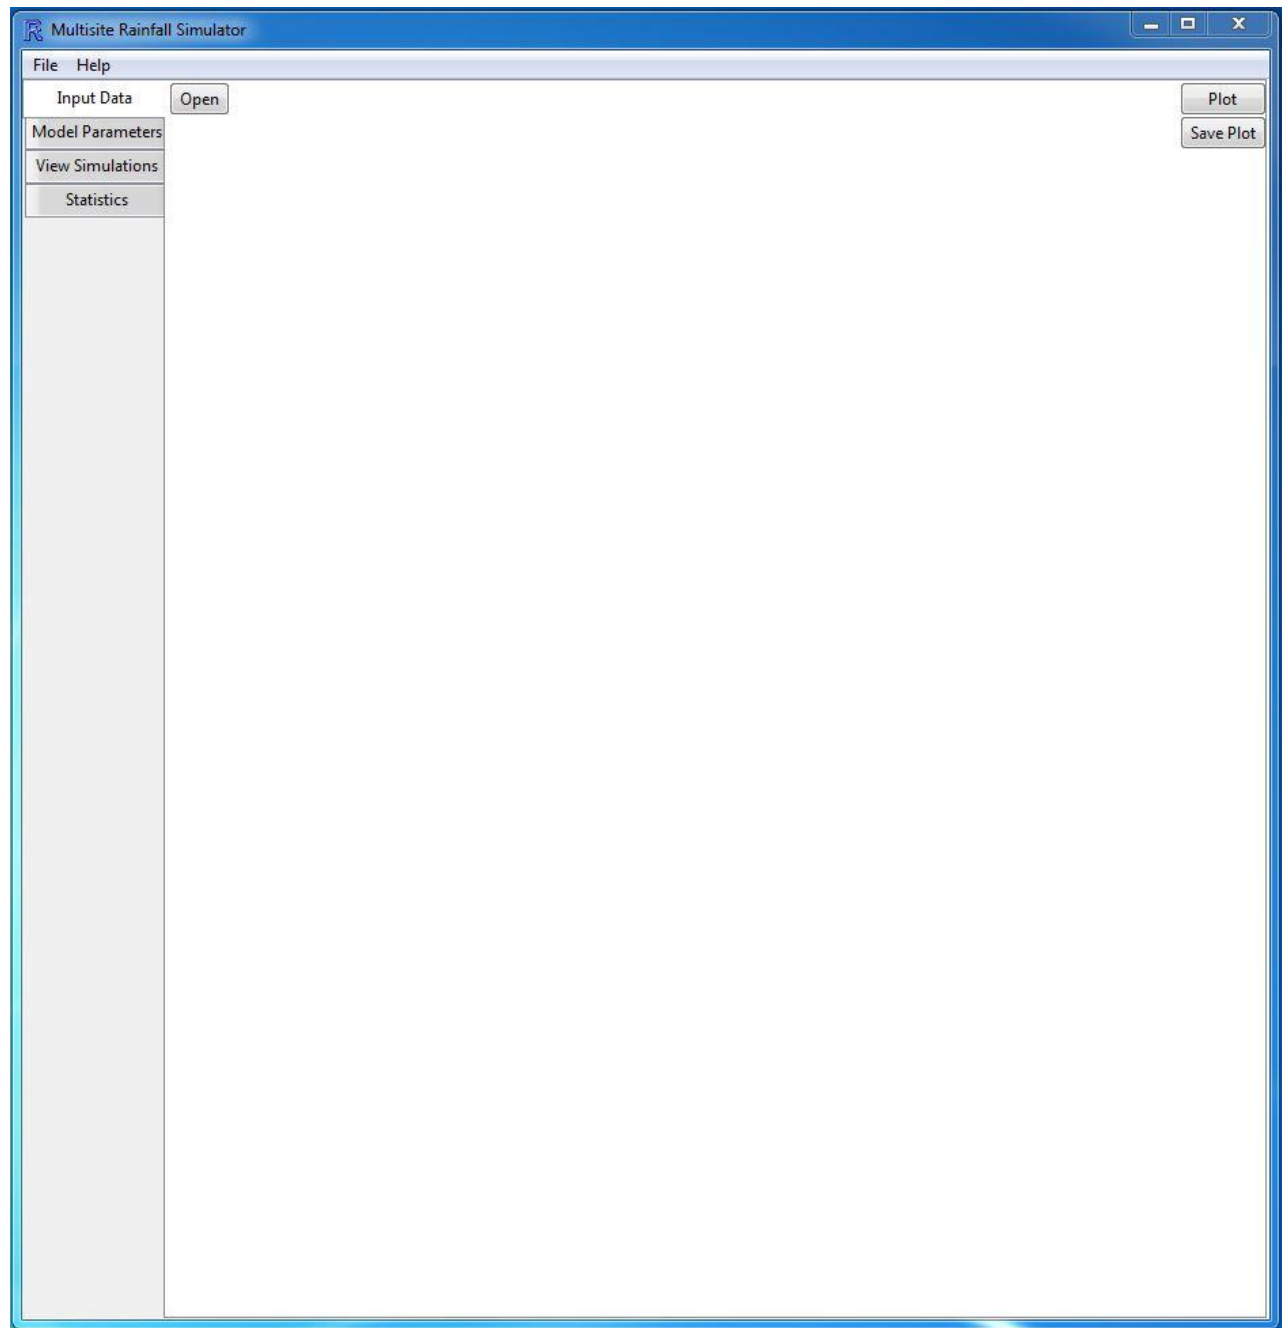 Multisite Rainfall Simulator
File Help
Input Data
Open
Plot
Model Parameters
Save Plot
View Simulations
Statistics